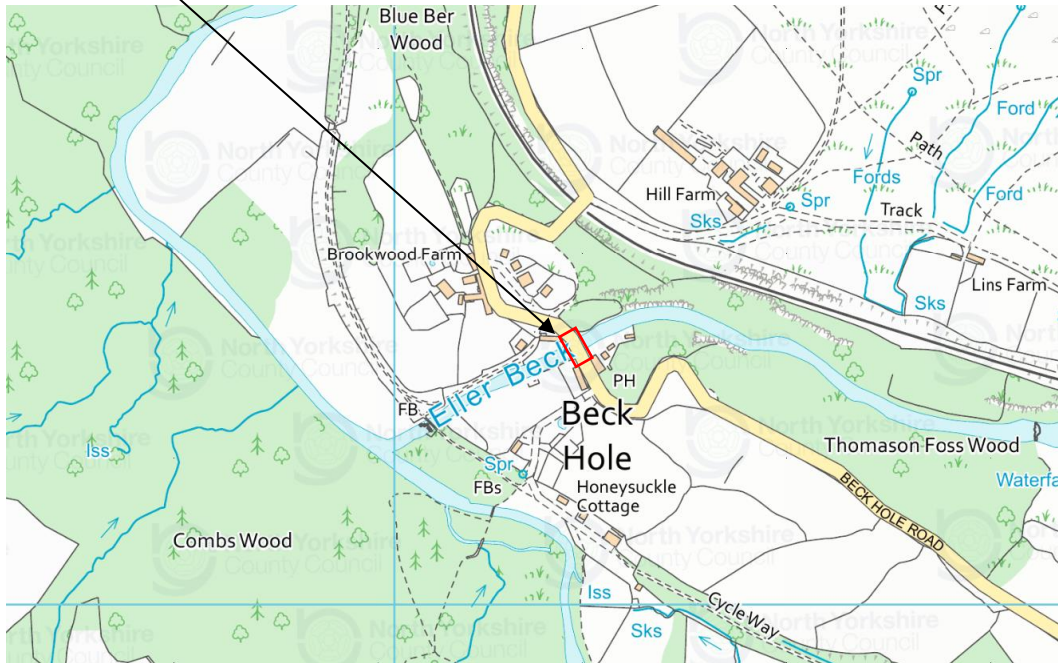 Blue Ber
Wood
Spr
Ford
Path
Hill Farm
Spr
Fords
Ford
Sks
Track
Brookwood Farm
Lins Farm
Sks
Eller Beck
PH
FB
Beck
Hole
Thomason Foss Wood
Iss
Spr
FBs
Honeysuckle
Cottage
Waterfa
BECK HOLE ROAD
Combs Wood
Iss
Cycle Way
Sks
North Yorkshire
County Council